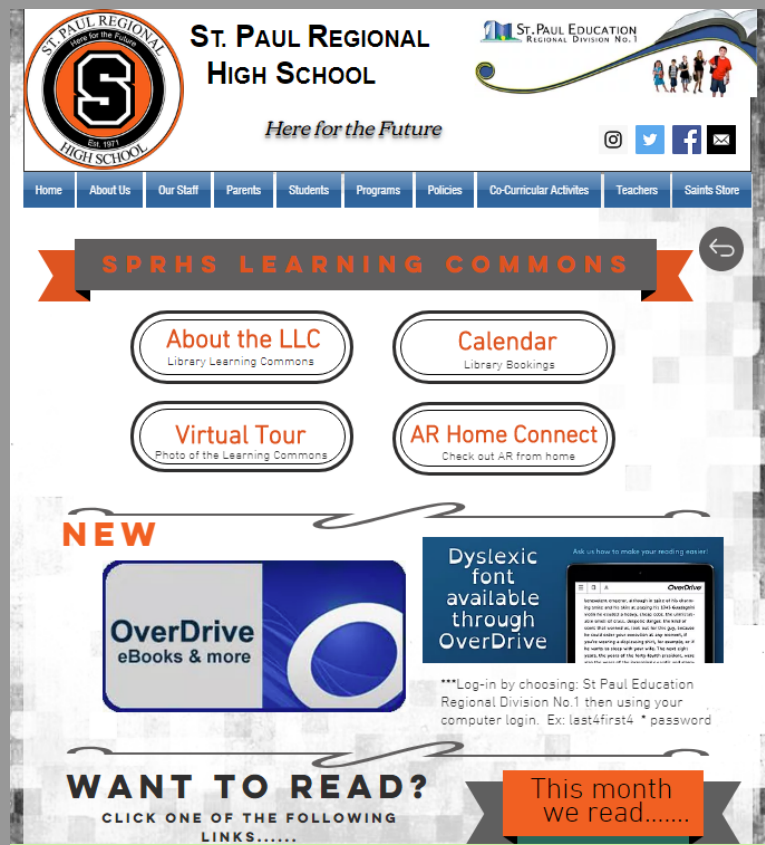 ST. PAUL REGIONAL
Here for the Future
S
Est. 1971
HIGH SCHOOL
ST. PAUL REGIONAL
HIGH SCHOOL
Here for the Future
ST. PAUL EDUCATION
REGIONAL DIVISION NO. 1
Home About Us Our Staff Parents Students Programs Policies Co-Curricular Activites Teachers Saints Store
SPRHS LEARNING COMMONS
About the LLC
Library Learning Commons
Calendar
Library Bookings
Virtual Tour
Photo of the Learning Commons
AR Home Connect
Check out AR from home
NEW
OverDrive
eBooks & more
Dyslexic
font
available
through
OverDrive
Ask us how to make your reading easier!
OverDrive
***Log-in by choosing: St Paul Education
Regional Division No.1 then using your
computer login. Ex: last4first4 * password
WANT TO READ?
CLICK ONE OF THE FOLLOWING
LINKS......
This month
we read.......